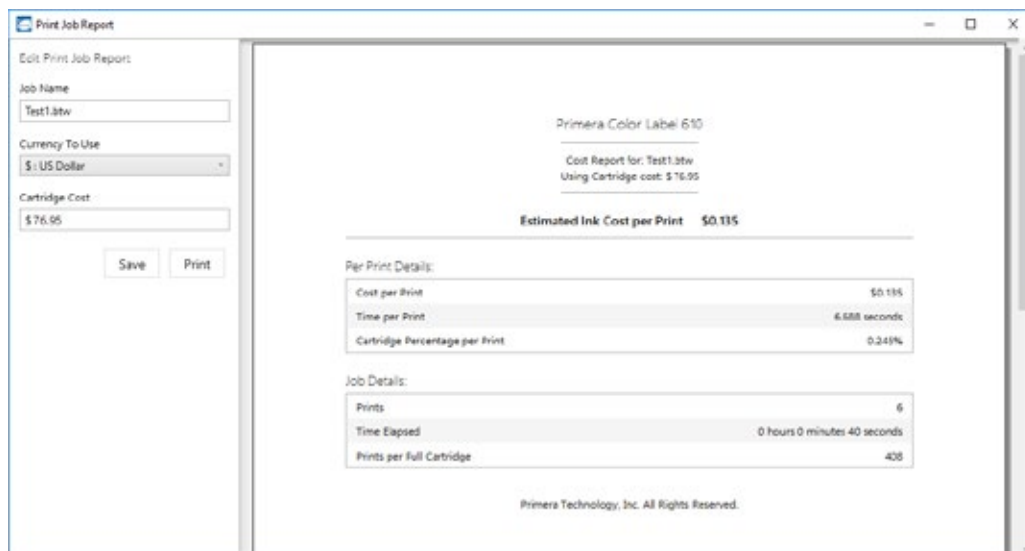 Print Job Report
Edit Print Job Report
Job Name
Test1.btw
Currency To Use
$ : US Dollar
Cartridge Cost
$76.95
Save Print
Primera Color Label 610
Cost Report for: Test1.btw
Using Cartridge cost: $76.95
Estimated Ink Cost per Print $0.135
Per Print Details:
Cost per Print $0.135
Time per Print 6.688 seconds
Cartridge Percentage per Print
Job Details:
Prints 6
Time Elapsed 0 hours 0 minutes 40 seconds
Prints per Full Cartridge 408
Primera Technology, Inc. All Rights Reserved.